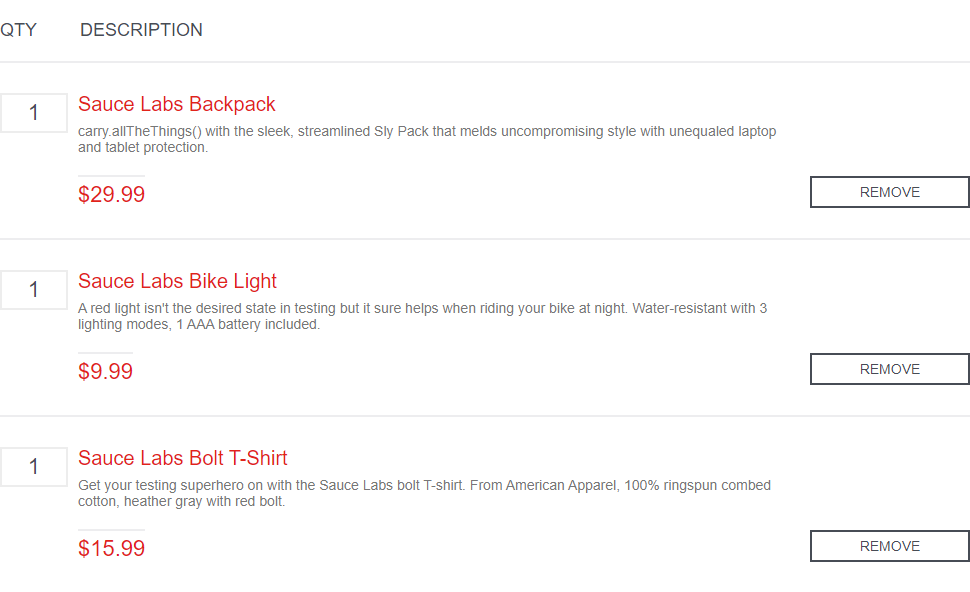 QTY DESCRIPTION
1 Sauce Labs Backpack
carry.allTheThings() with the sleek, streamlined Sly Pack that melds uncompromising style with unequaled laptop
and tablet protection.
$29.99 REMOVE
1 Sauce Labs Bike Light
A red light isn't the desired state in testing but it sure helps when riding your bike at night. Water-resistant with 3
lighting modes, 1 AAA battery included.
$9.99 REMOVE
1 Sauce Labs Bolt T-Shirt
Get your testing superhero on with the Sauce Labs bolt T-shirt. From American Apparel, 100% ringspun combed
cotton, heather gray with red bolt.
$15.99 REMOVE